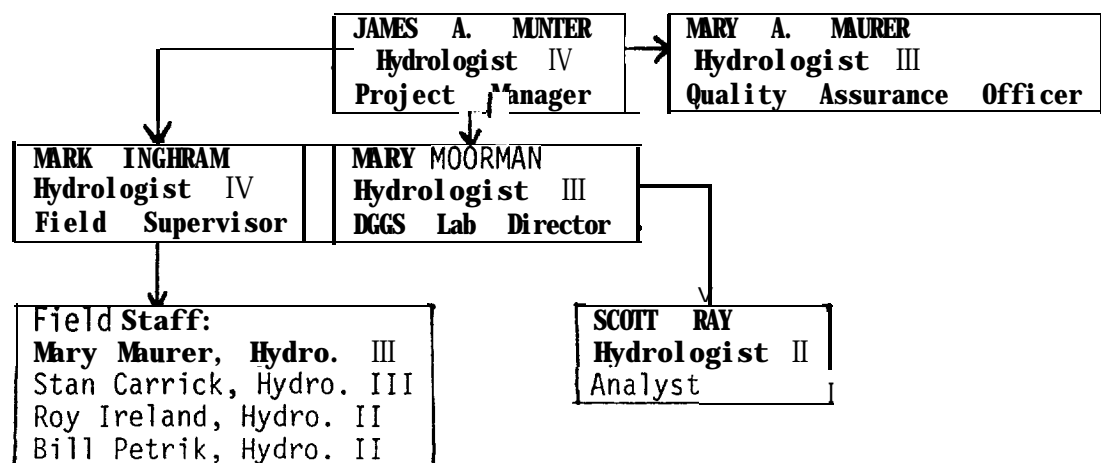 JAMES A. MUNTER
Hydrologist IV
Project Manager
MARY A. MAURER
Hydrologist III
Quality Assurance Officer
MARK INGHRAM
Hydrologist IV
Field Supervisor
MARY MOORMAN
Hydrologist III
DGGS Lab Director
Field Staff:
Mary Maurer, Hydro. III
Stan Carrick, Hydro. III
Roy Ireland, Hydro. II
Bill Petrik, Hydro. II
SCOTT RAY
Hydrologist II
Analyst